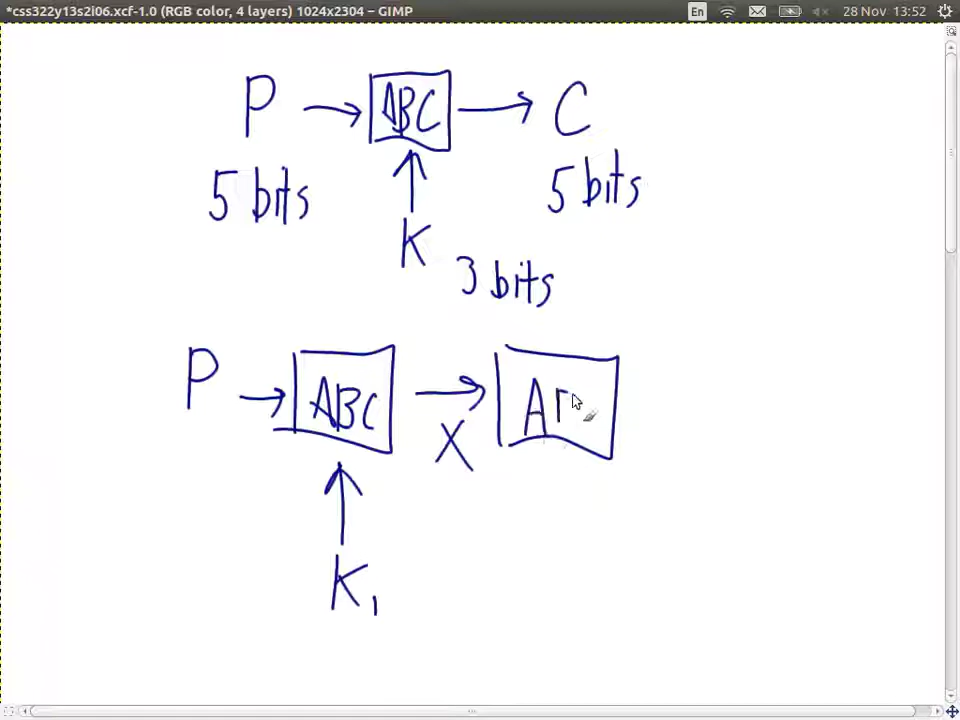 *css322y13s2i06.xcf-1.0 (RGB color, 4 layers) 1024x2304 – GIMP En 28 Nov 13:52
P → ABC → C
5 bits 5 bits
K 3 bits
P → ABC → X
K1